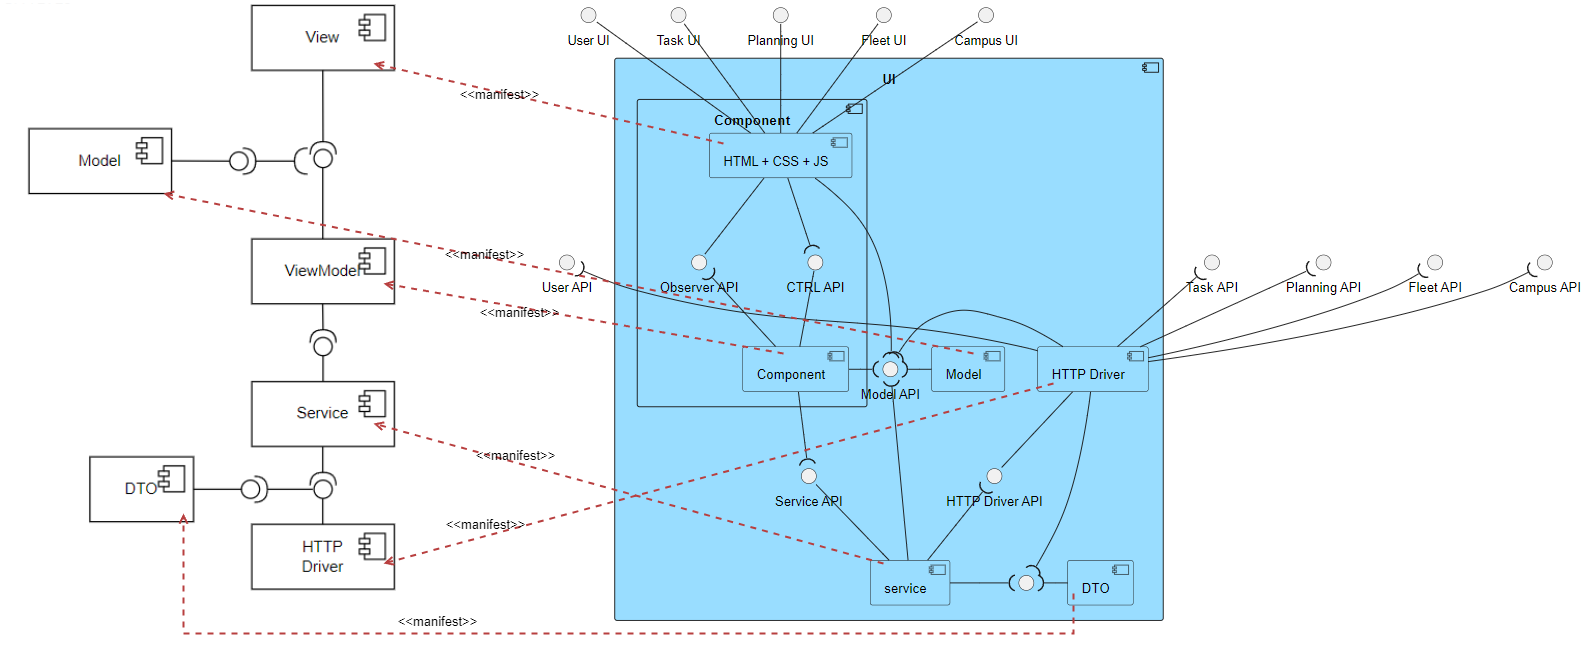 User UI
Task UI
Planning UI
Fleet UI
Campus UI
View
UI
<<manifest>>
Component
Model
HTML + CSS + JS
<<manifest>>
ViewModel
User API
Observer API
CTRL API
Task API
Planning API
Fleet API
Campus API
<<manifest>>
Component
Model
HTTP Driver
Model API
Service
<<manifest>>
DTO
Service API
HTTP Driver API
<<manifest>>
HTTP
Driver
service
DTO
<<manifest>>